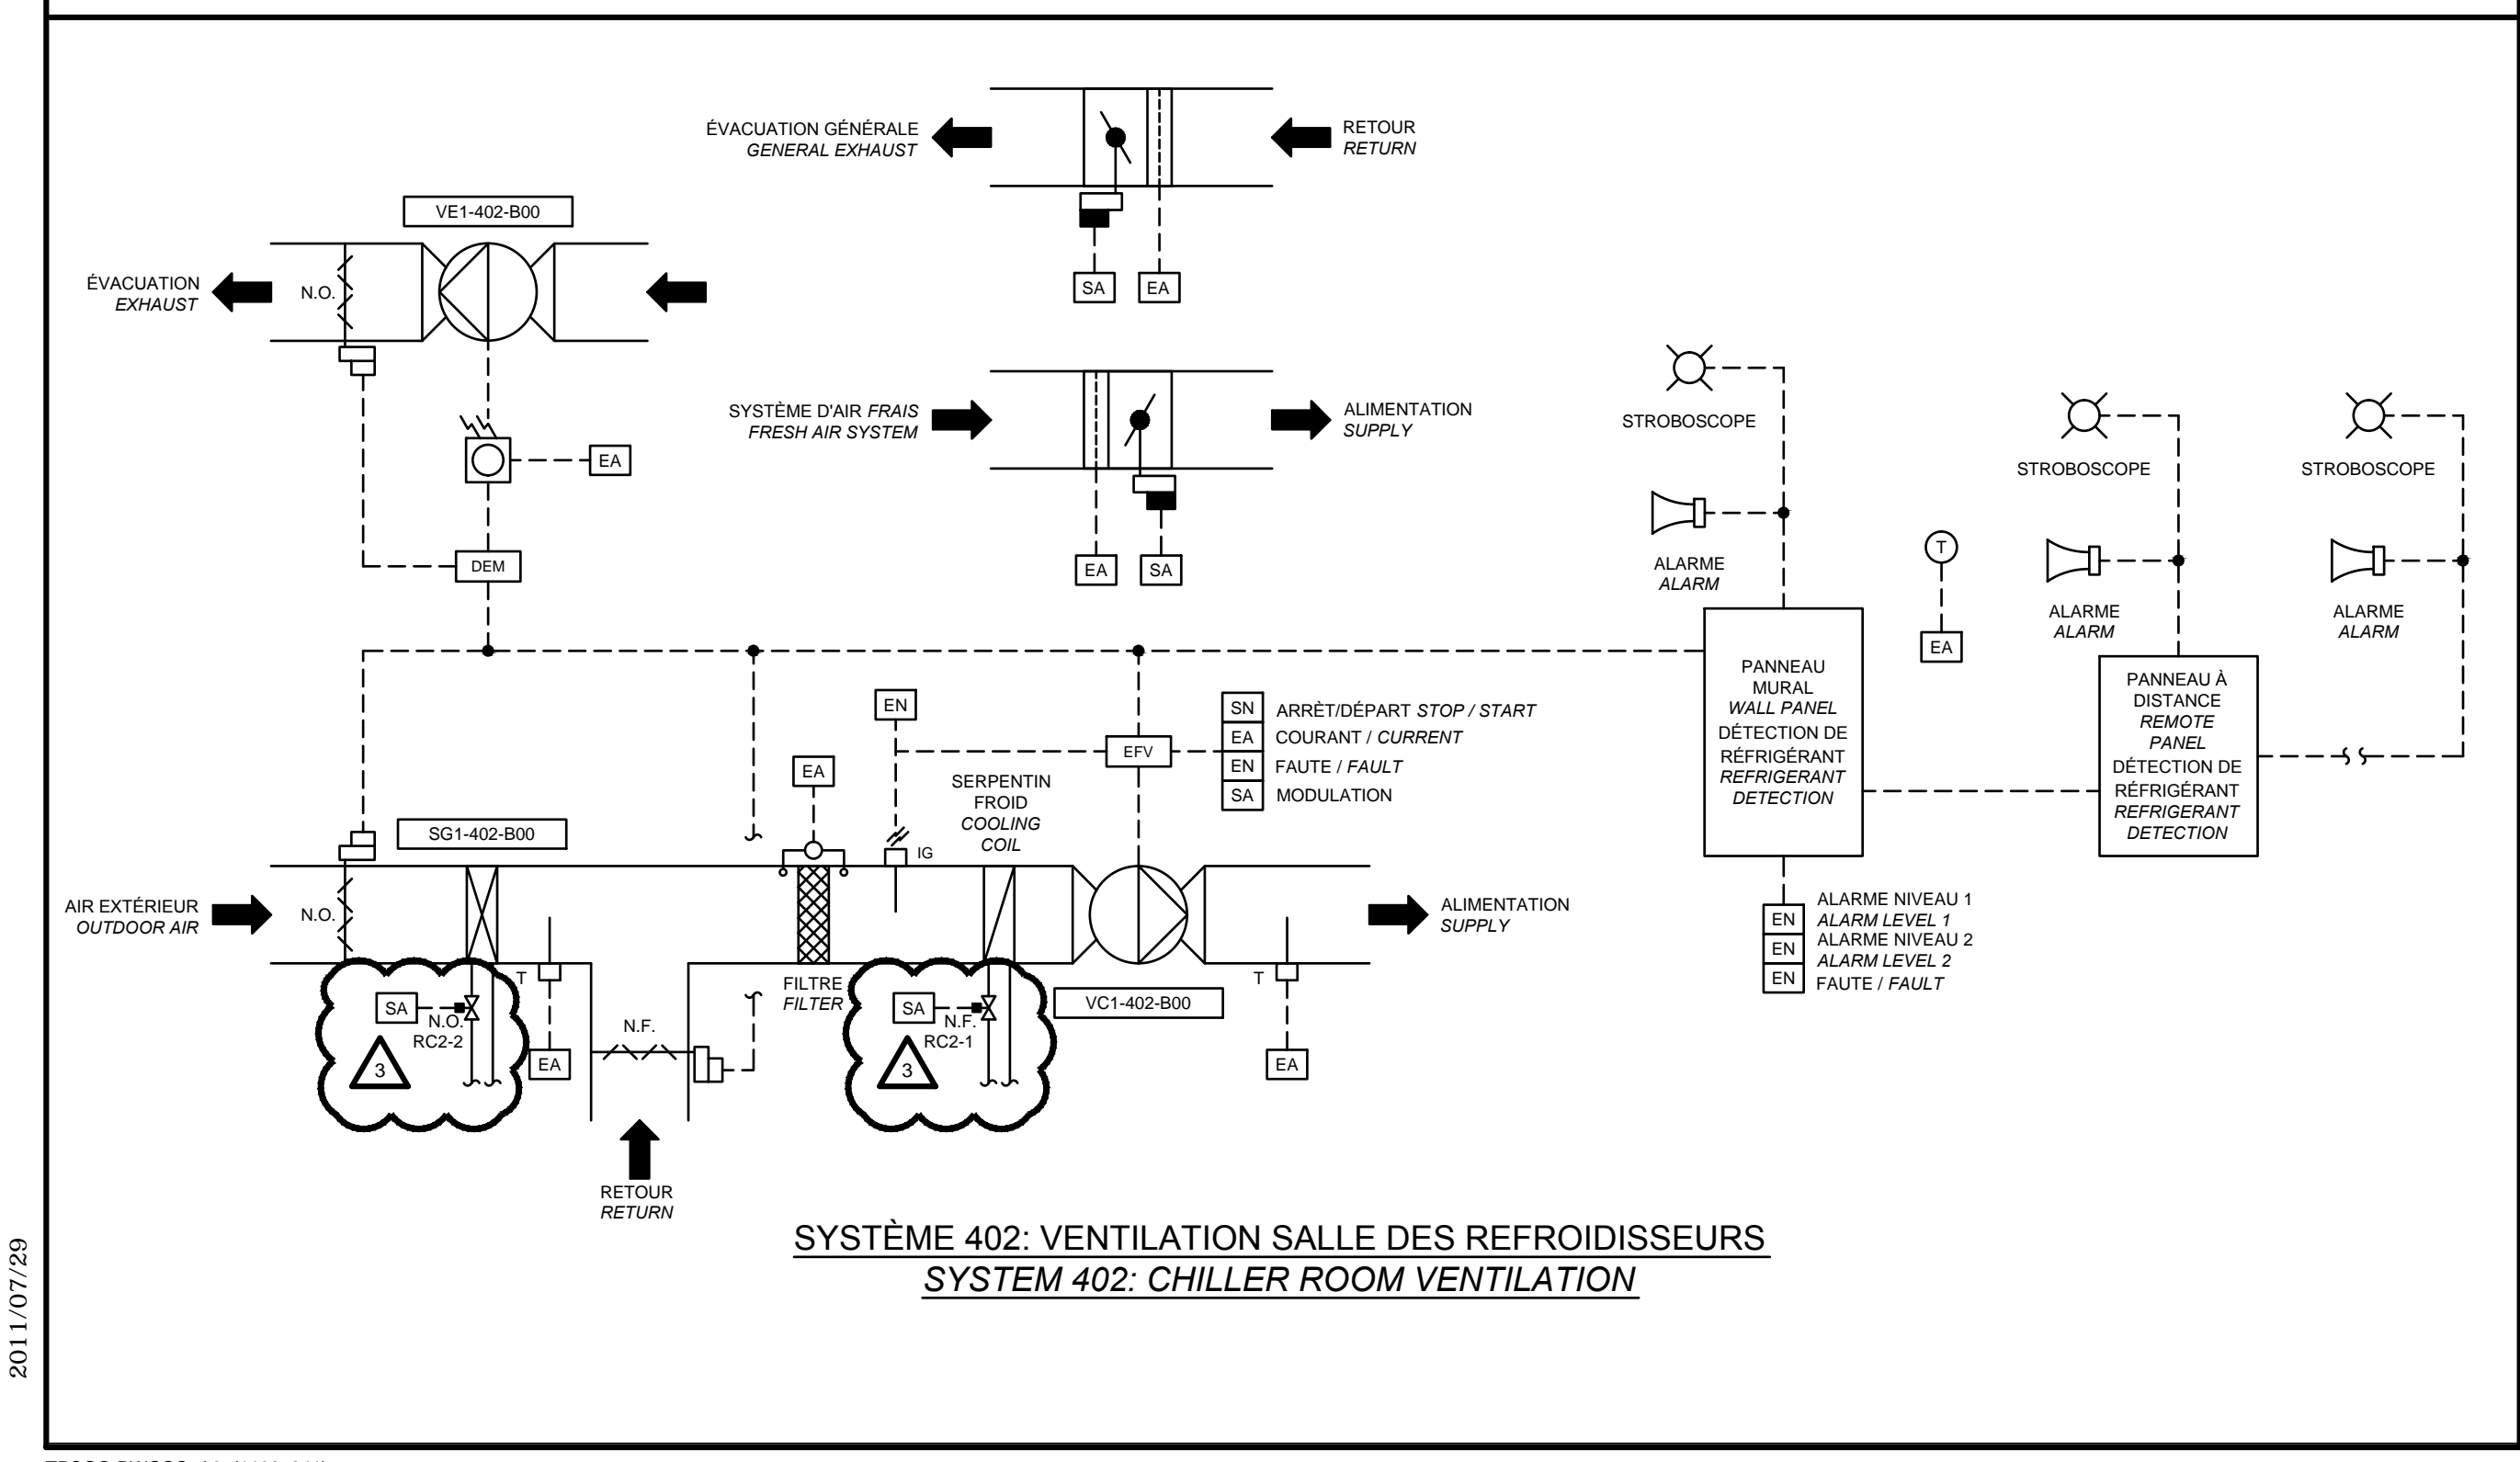 ÉVACUATION GÉNÉRALE
GENERAL EXHAUST
RETOUR
RETURN
SA
EA
VE1-402-B00
ÉVACUATION
EXHAUST
N.O.
EA
DEM
SYSTÈME D'AIR FRAIS
FRESH AIR SYSTEM
ALIMENTATION
SUPPLY
EA
SA
STROBOSCOPE
ALARME
ALARM
T
EA
STROBOSCOPE
ALARME
ALARM
STROBOSCOPE
ALARME
ALARM
PANNEAU
MURAL
WALL PANEL
DÉTECTION DE
RÉFRIGÉRANT
REFRIGERANT
DETECTION
PANNEAU À
DISTANCE
REMOTE
PANEL
DÉTECTION DE
RÉFRIGÉRANT
REFRIGERANT
DETECTION
EN
EFV
SN ARRÈT/DÉPART STOP / START
EA COURANT / CURRENT
EN FAUTE / FAULT
SA MODULATION
EA
SERPENTIN
FROID
COOLING
COIL
IG
SG1-402-B00
AIR EXTÉRIEUR
OUTDOOR AIR
N.O.
ALIMENTATION
SUPPLY
EN ALARME NIVEAU 1
ALARM LEVEL 1
EN ALARME NIVEAU 2
ALARM LEVEL 2
EN FAUTE / FAULT
T
SA
N.O.
RC2-2
3
EA
N.F.
FILTRE
FILTER
SA
N.F.
RC2-1
3
VC1-402-B00
T
EA
RETOUR
RETURN
SYSTÈME 402: VENTILATION SALLE DES REFROIDISSEURS
SYSTEM 402: CHILLER ROOM VENTILATION
2011/07/29